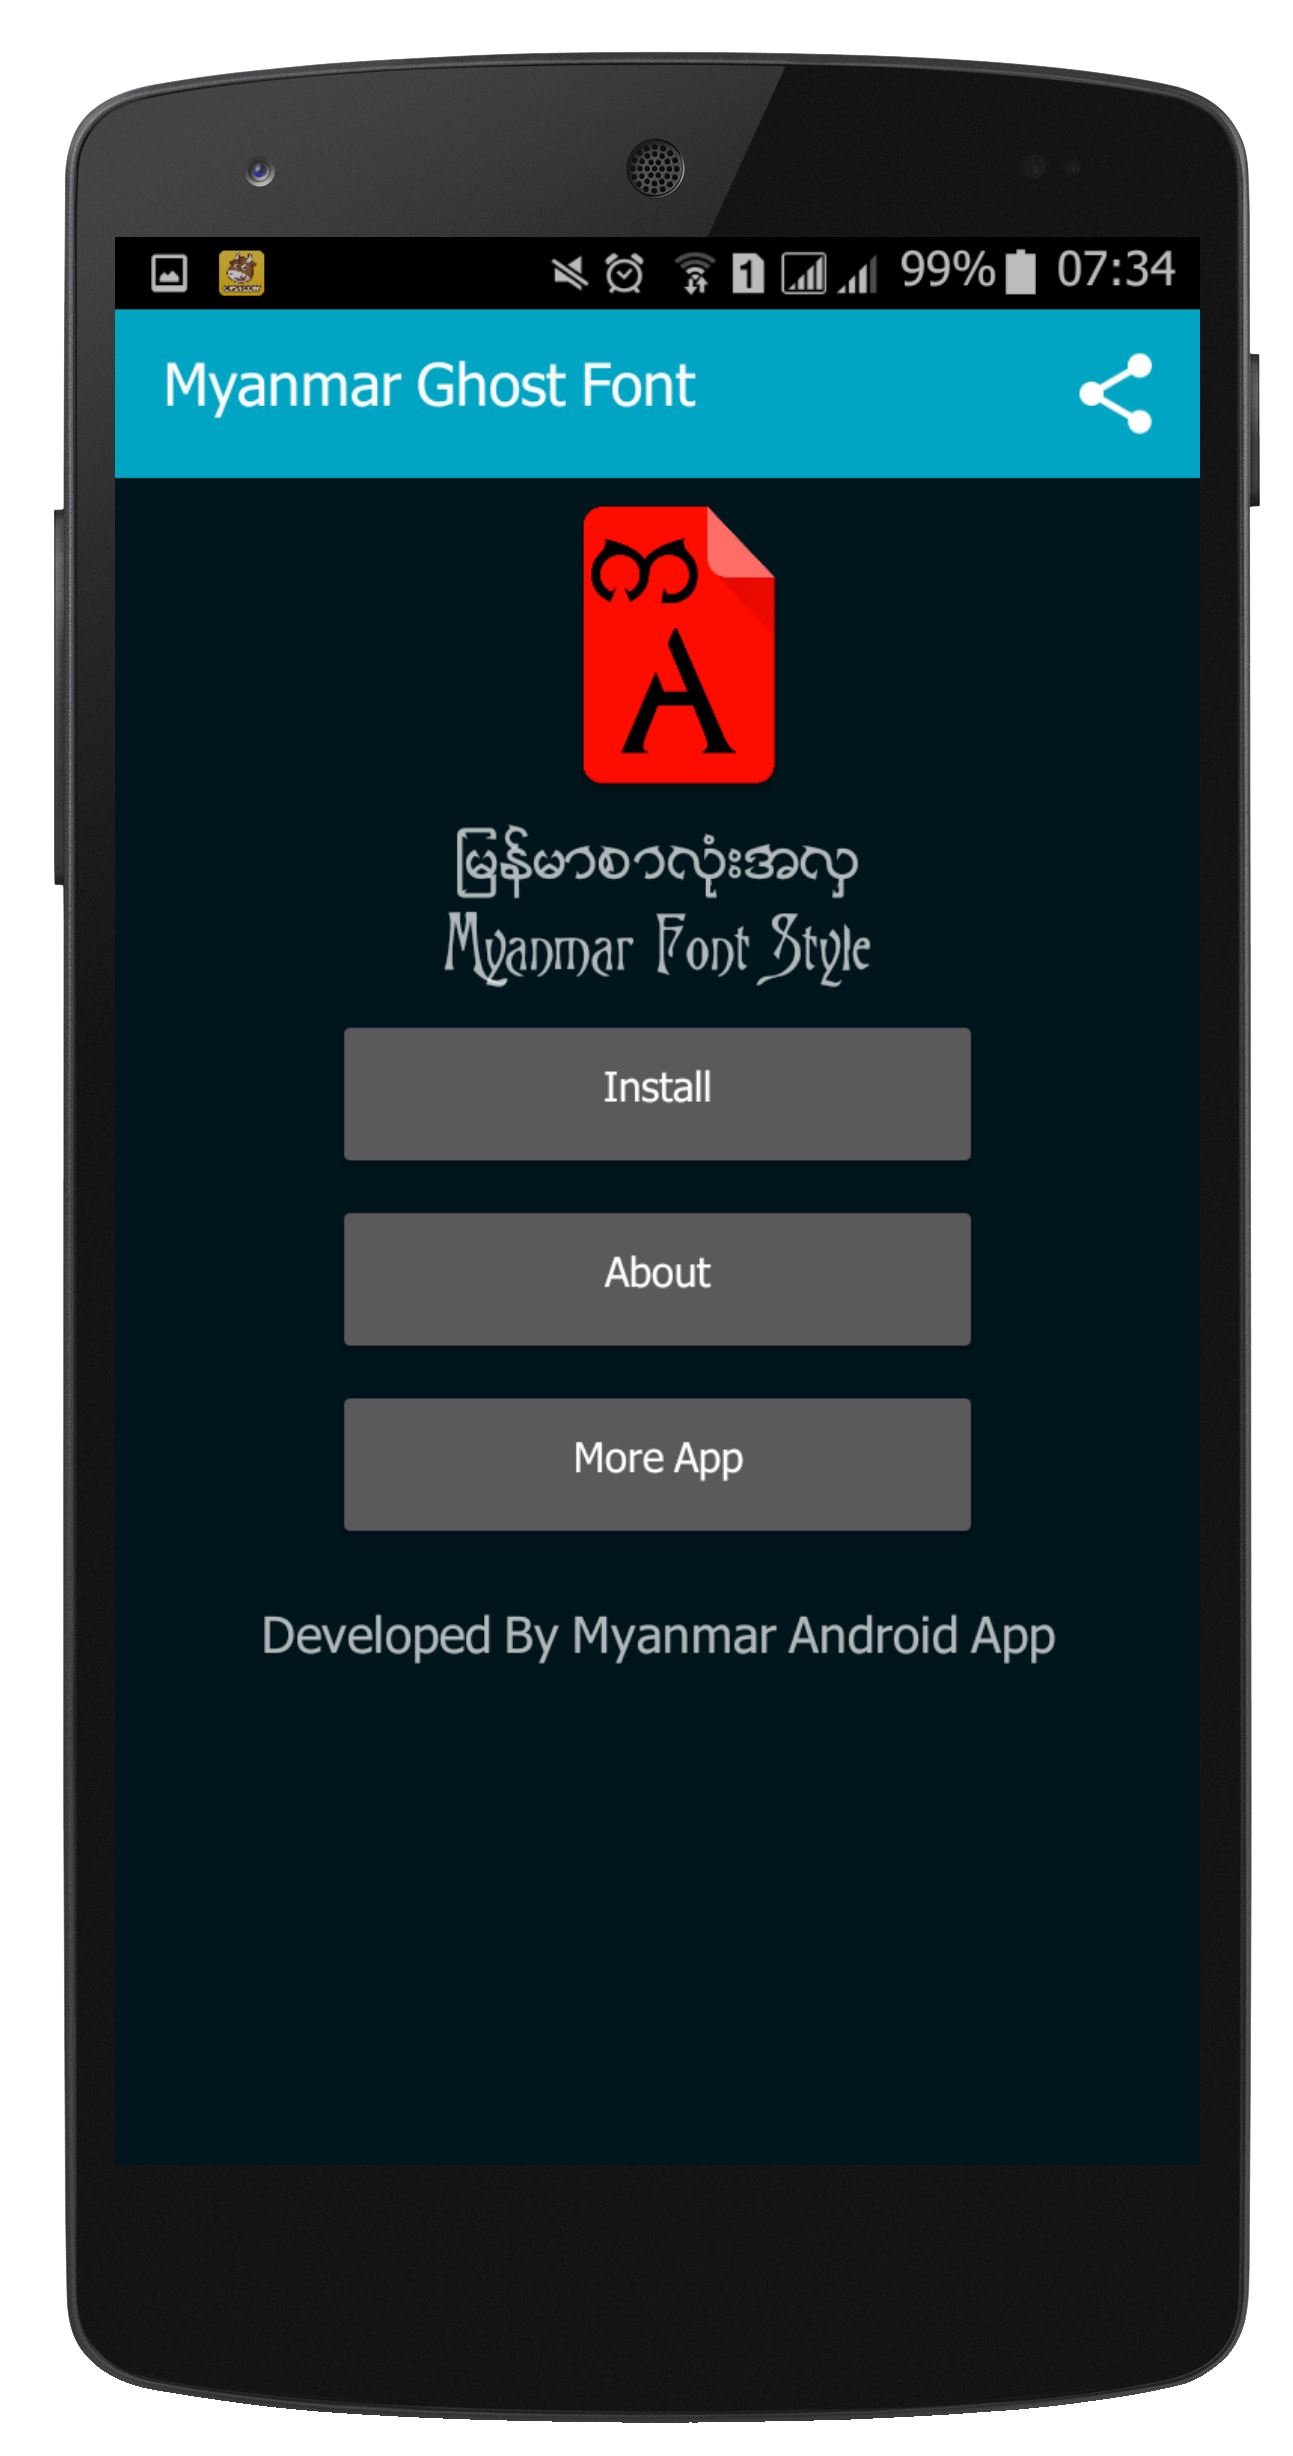 1 99% 07:34
Myanmar Ghost Font
က
A
မြန်မာစာလုံးအလှ
Myanmar Font Style
Install
About
More App
Developed By Myanmar Android App